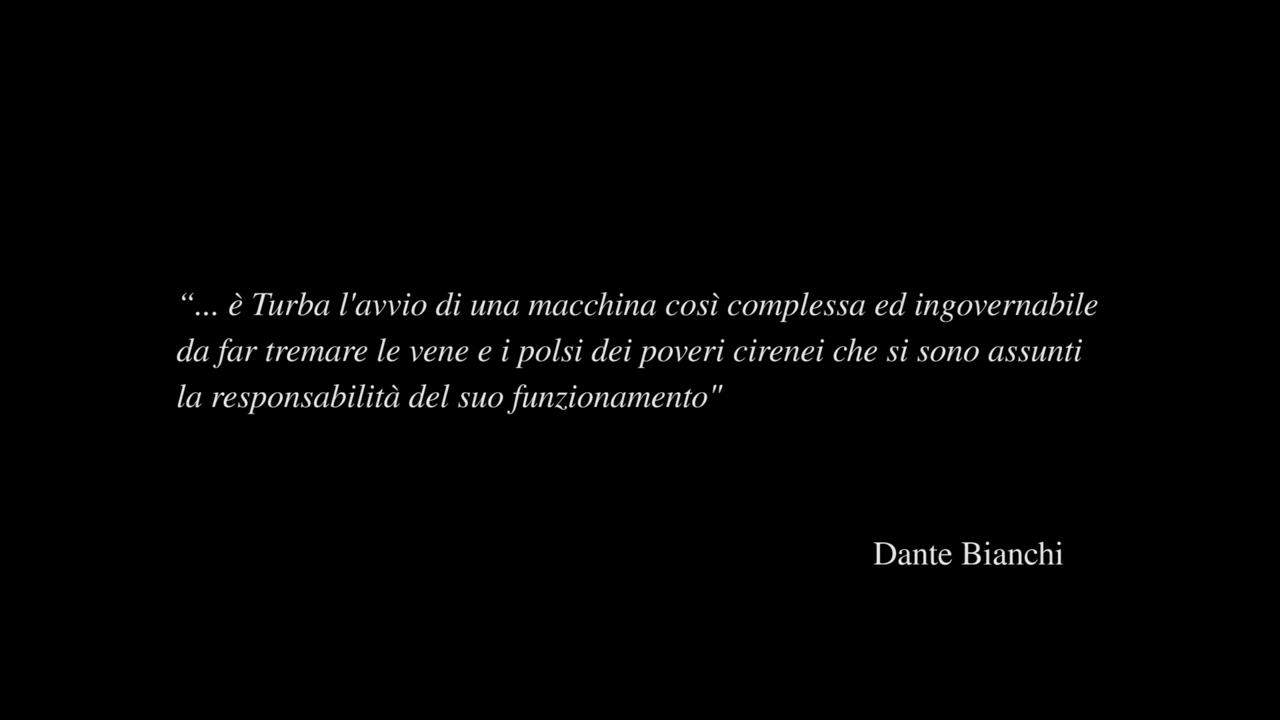 “... è Turba l'avvio di una macchina così complessa ed ingovernabile
da far tremare le vene e i polsi dei poveri cirenei che si sono assunti
la responsabilità del suo funzionamento"
Dante Bianchi